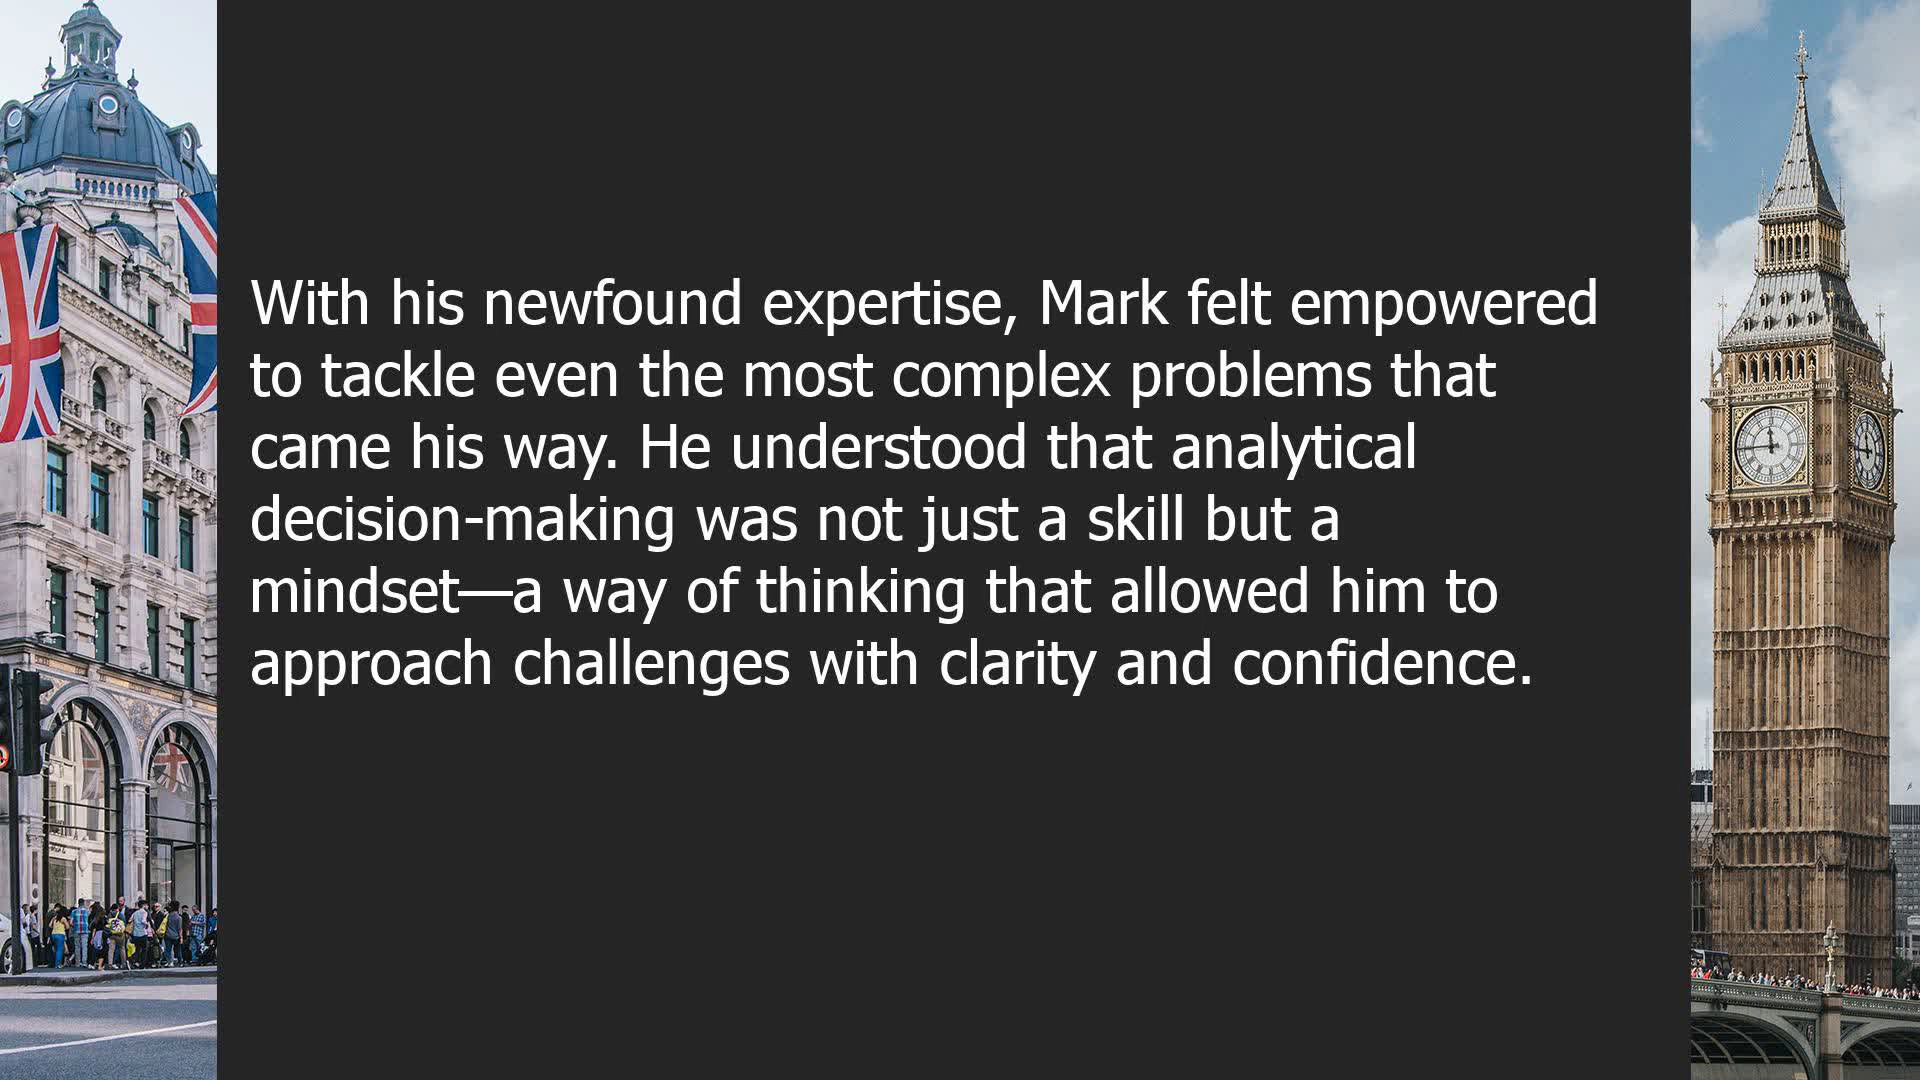 With his newfound expertise, Mark felt empowered
to tackle even the most complex problems that
came his way. He understood that analytical
decision-making was not just a skill but a
mindset—a way of thinking that allowed him to
approach challenges with clarity and confidence.